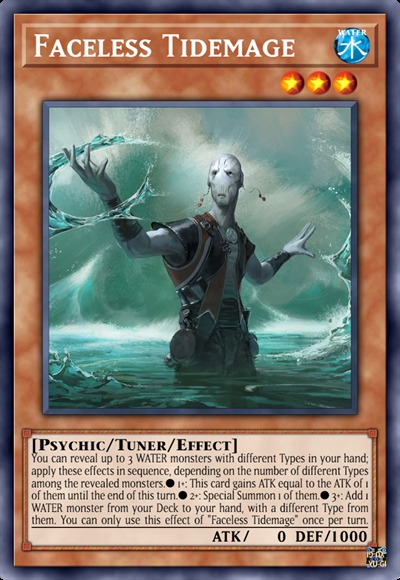 Faceless Tidemage
WATER
水
[Psychic/Tuner/Effect]
You can reveal up to 3 WATER monsters with different Types in your hand;
apply these effects in sequence, depending on the number of different Types
among the revealed monsters.● 1+: This card gains ATK equal to the ATK of 1
of them until the end of this turn.● 2+: Special Summon 1 of them.● 3+: Add 1
WATER monster from your Deck to your hand, with a different Type from
them. You can only use this effect of "Faceless Tidemage" once per turn.
ATK/ 0 DEF/1000